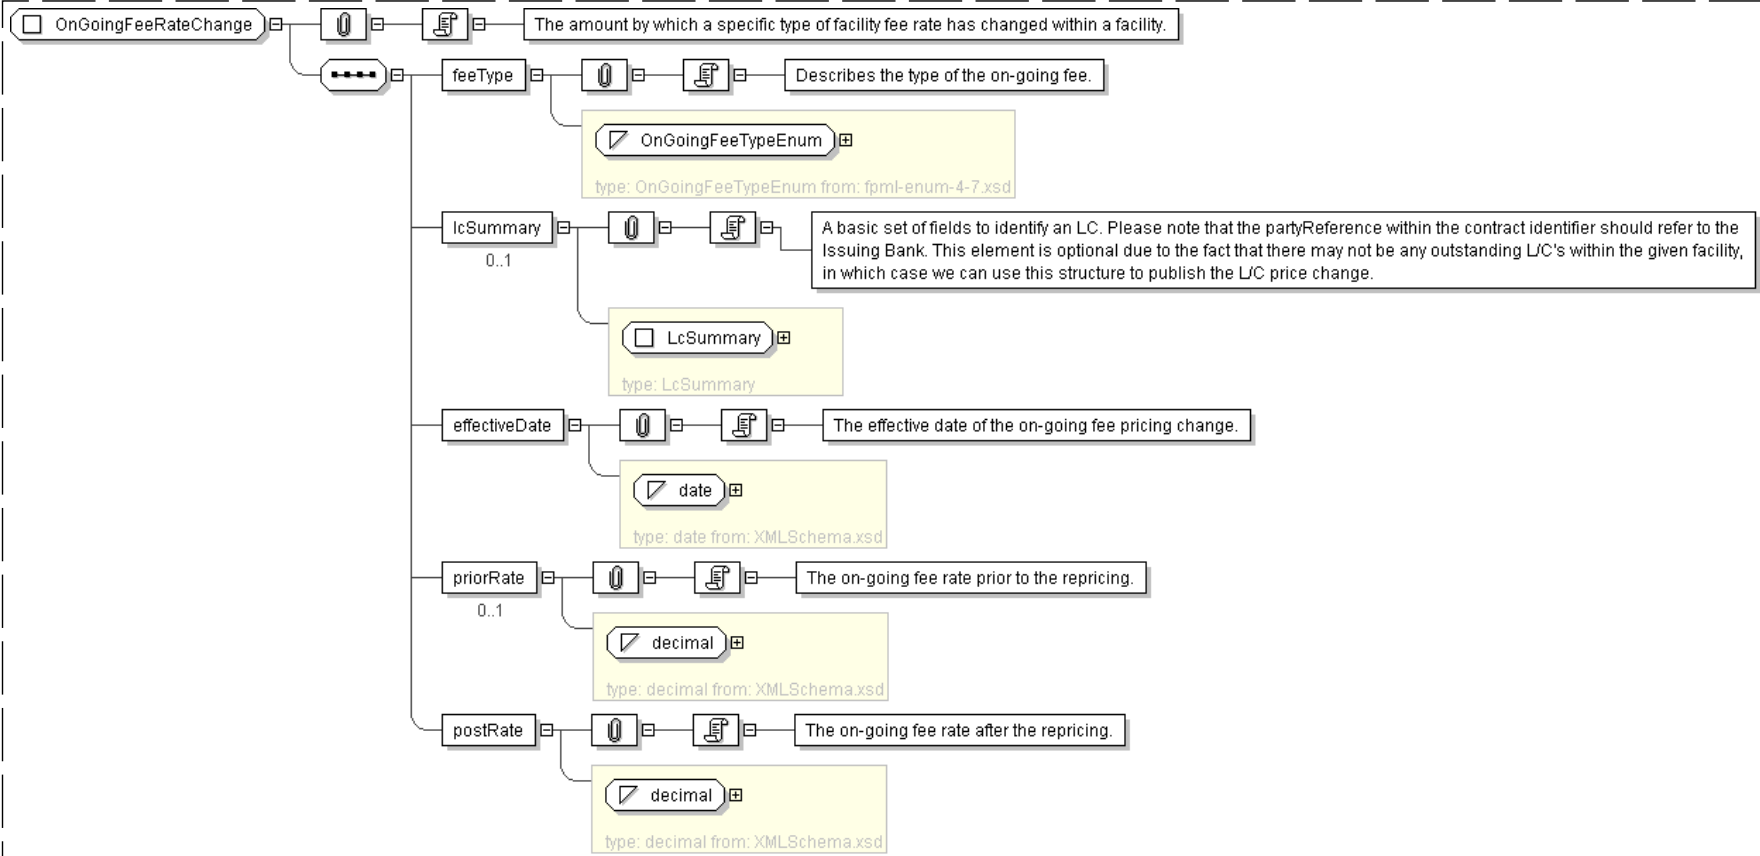 OnGoingFeeRateChange
The amount by which a specific type of facility fee rate has changed within a facility.
feeType
Describes the type of the on-going fee.
OnGoingFeeTypeEnum
type: OnGoingFeeTypeEnum from: fpml-enum-4-7.xsd
lcSummary
0..1
A basic set of fields to identify an LC. Please note that the partyReference within the contract identifier should refer to the
Issuing Bank. This element is optional due to the fact that there may not be any outstanding L/C's within the given facility,
in which case we can use this structure to publish the L/C price change.
LcSummary
type: LcSummary
effectiveDate
The effective date of the on-going fee pricing change.
date
type: date from: XMLSchema.xsd
priorRate
0..1
The on-going fee rate prior to the repricing.
decimal
type: decimal from: XMLSchema.xsd
postRate
The on-going fee rate after the repricing.
decimal
type: decimal from: XMLSchema.xsd